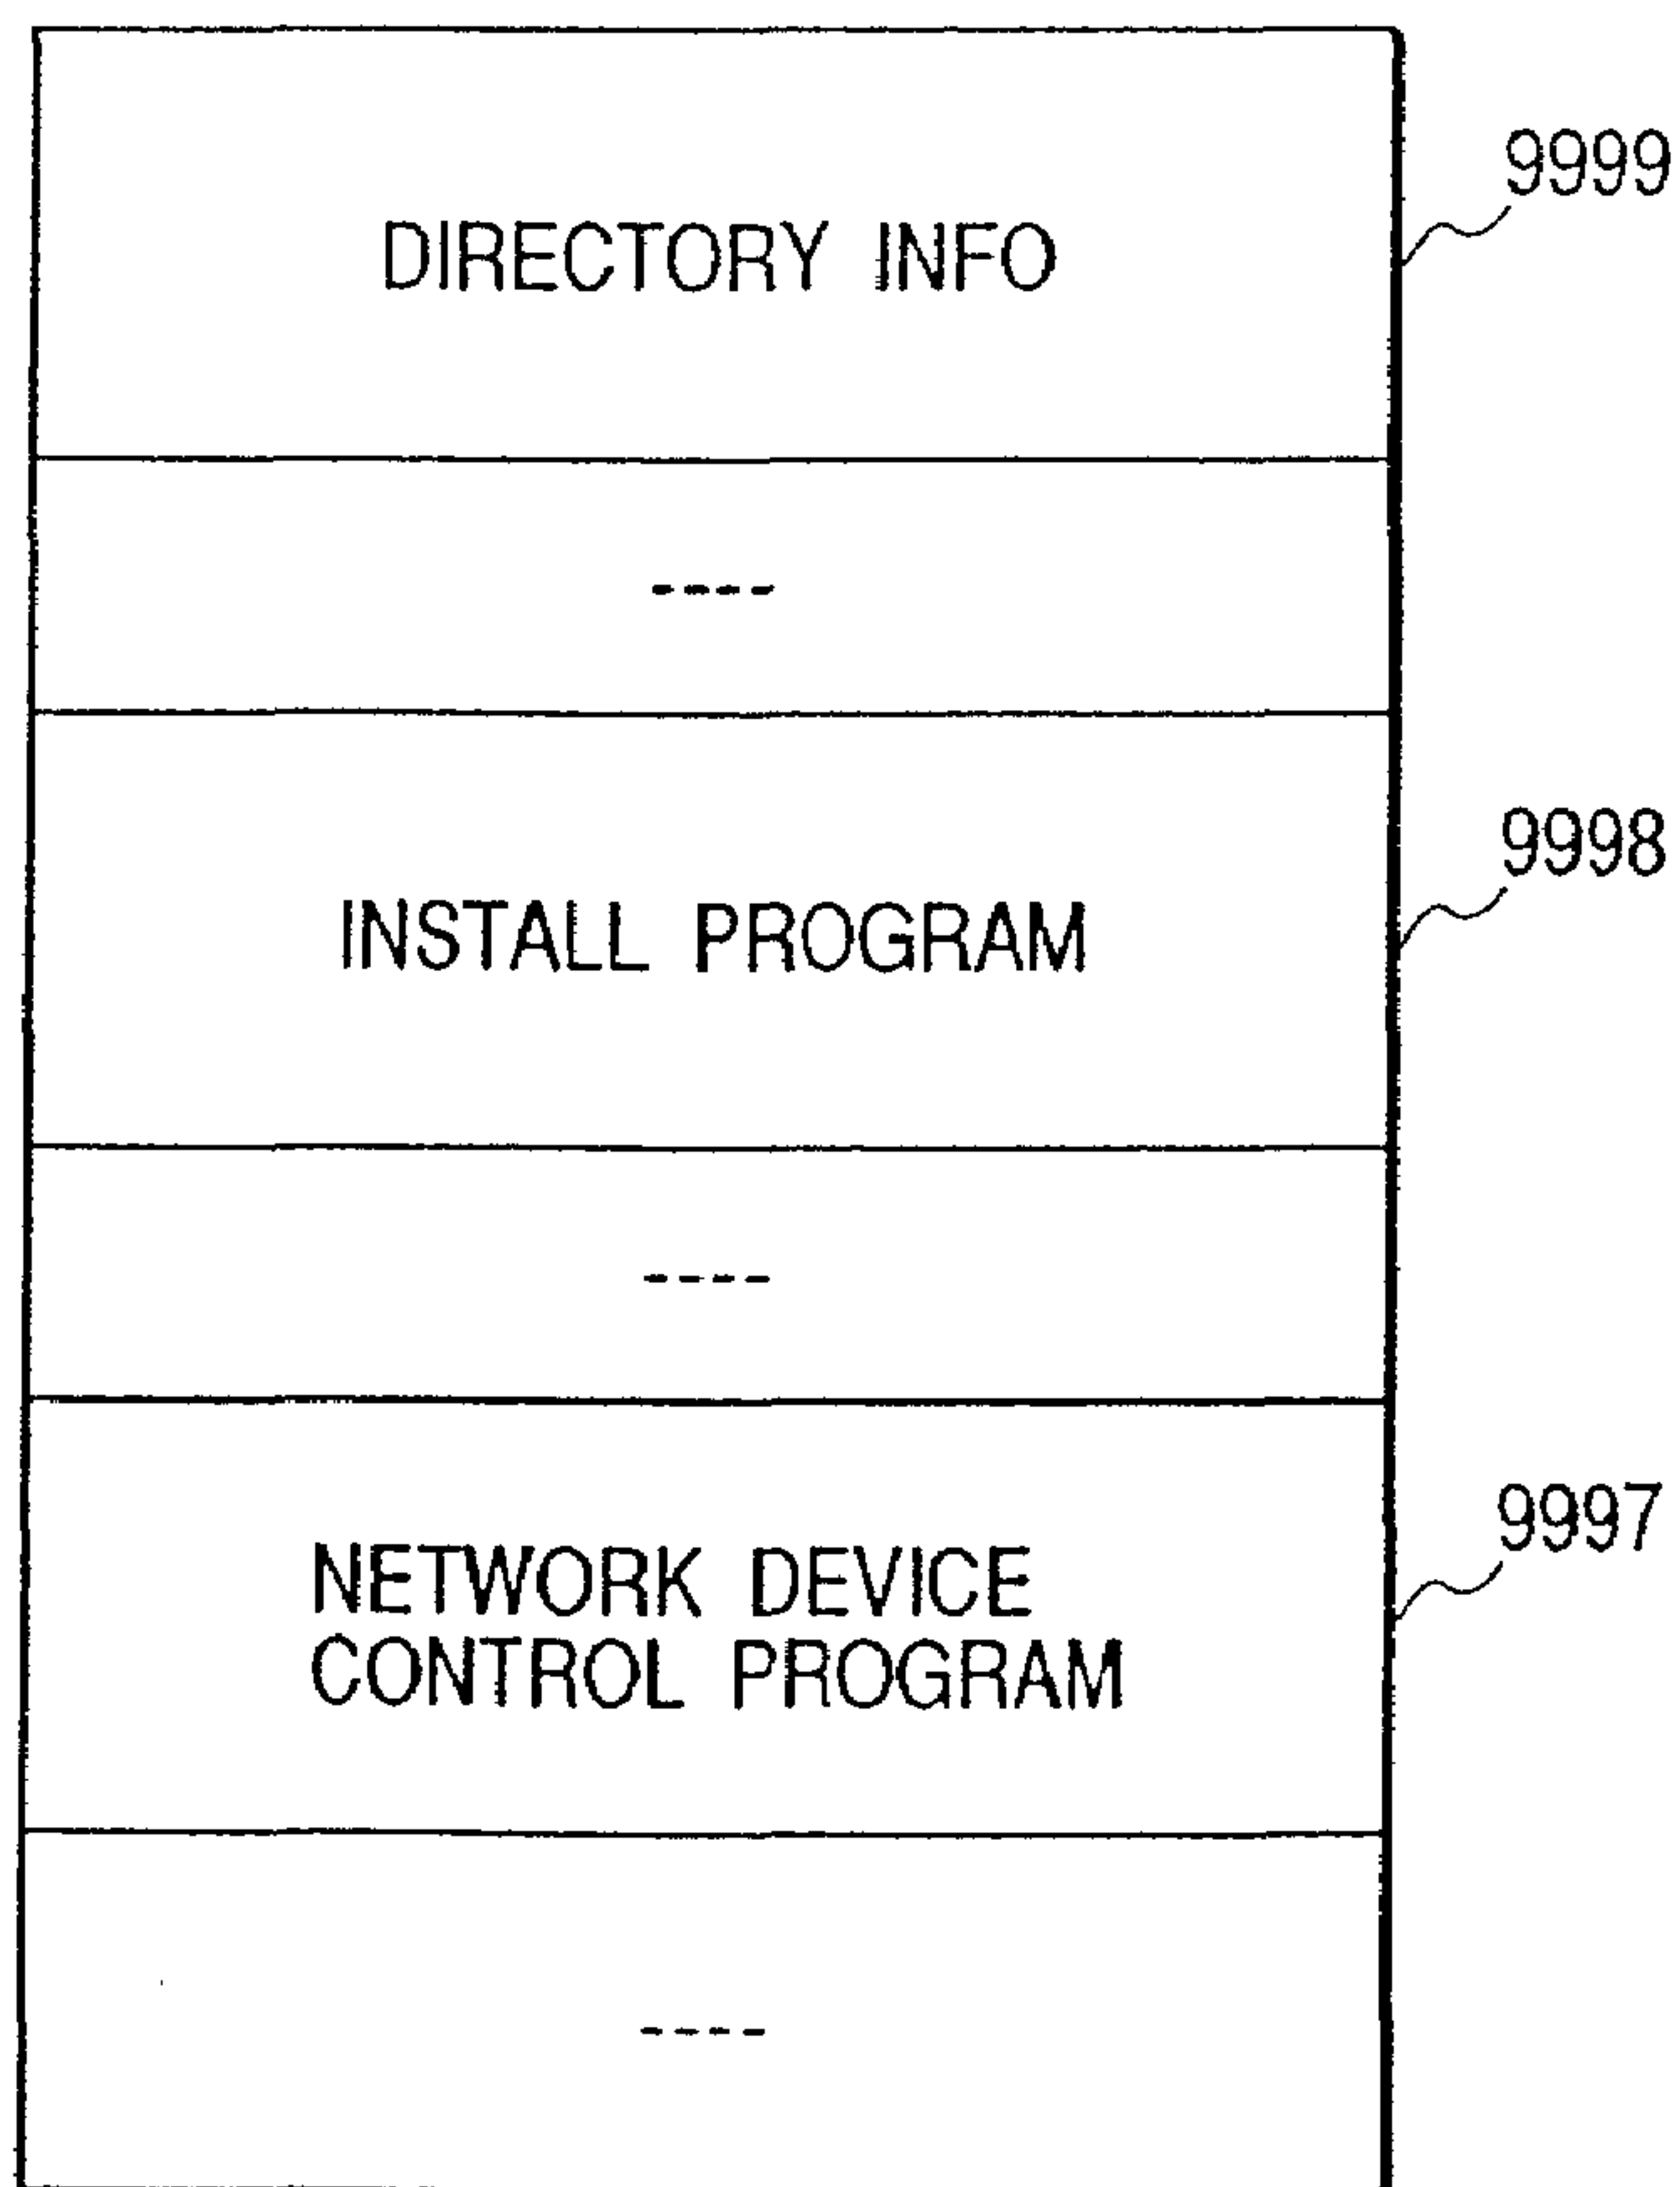 DIRECTORY INFO
9999
----
INSTALL PROGRAM
9998
----
NETWORK DEVICE
CONTROL PROGRAM
9997
----